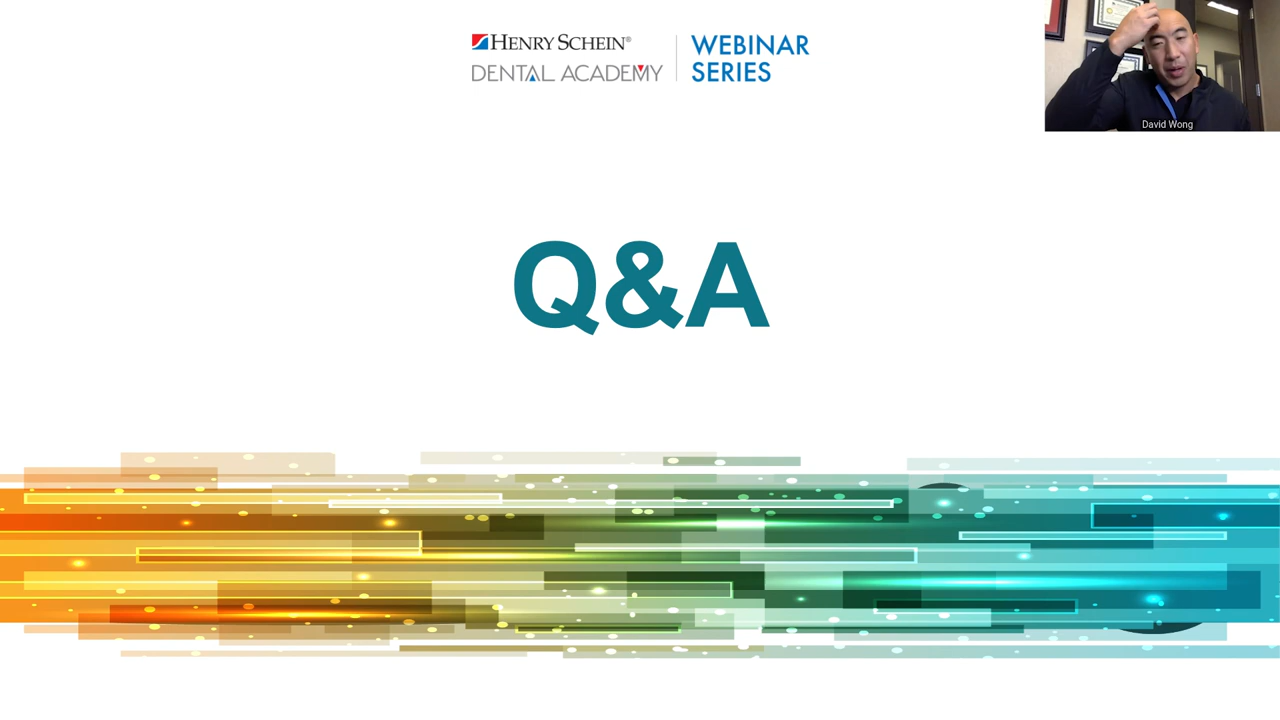 HENRY SCHEIN®
DENTAL ACADEMY
WEBINAR
SERIES
David Wong
Q&A